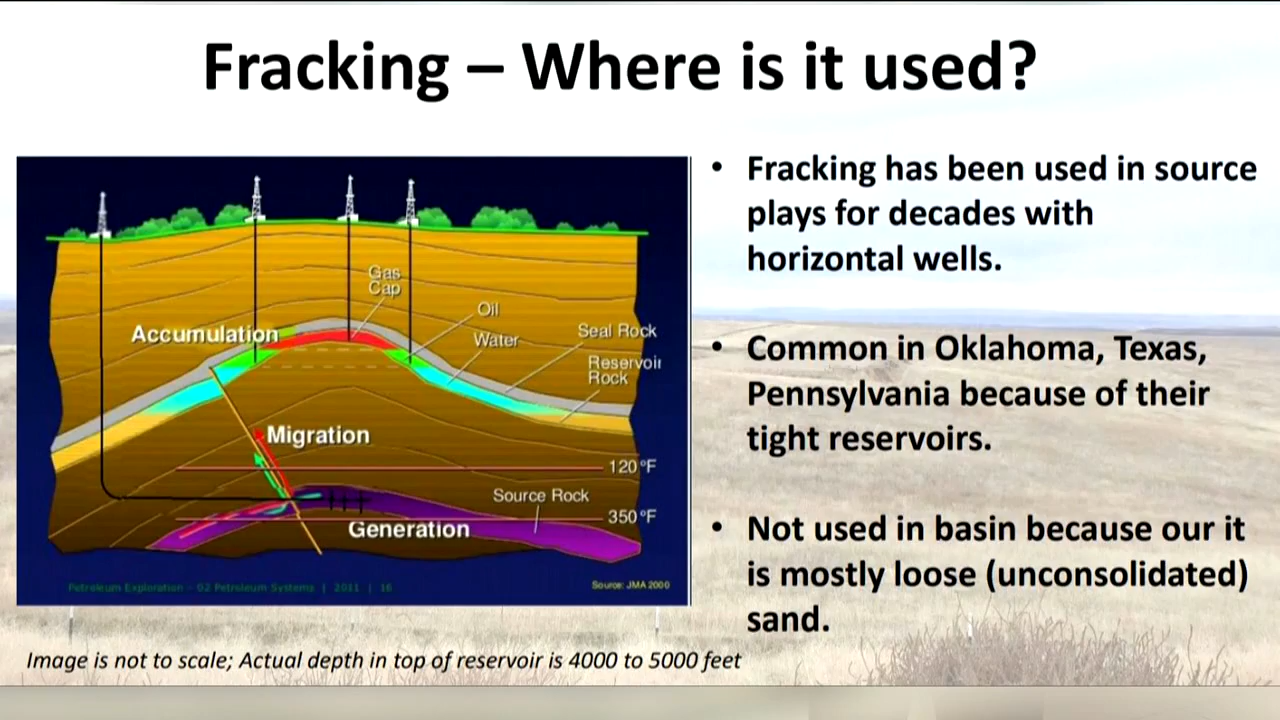 Fracking – Where is it used?
Gas
Cap
Oil
Accumulation
Water
Seal Rock
Reservoir
Rock
Migration
120 °F
Source Rock
350 °F
Generation
Petroleum Exploration - 02 Petroleum Systems | 2011 | 16
Source: JMA 2000
Image is not to scale; Actual depth in top of reservoir is 4000 to 5000 feet
• Fracking has been used in source
plays for decades with
horizontal wells.
• Common in Oklahoma, Texas,
Pennsylvania because of their
tight reservoirs.
• Not used in basin because our it
is mostly loose (unconsolidated)
sand.